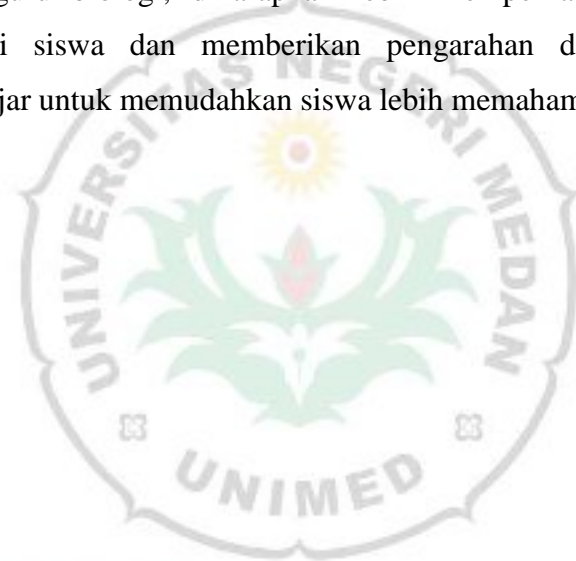 i siswa dan memberikan pengarahan d
jar untuk memudahkan siswa lebih memaham
UNIVERSITAS NEGERI MEDAN
UNIMED